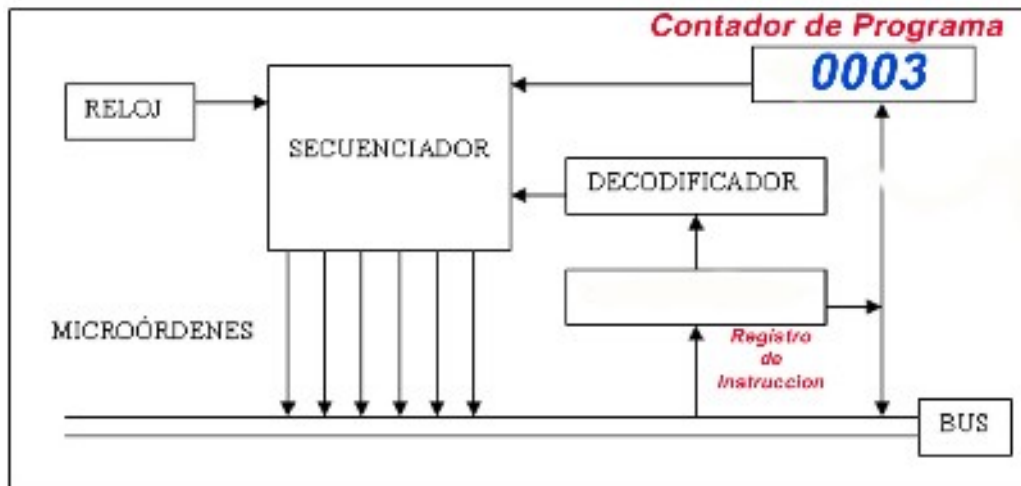 Contador de Programa
0003
RELOJ
SECUENCIADOR
DECODIFICADOR
MICROÓRDENES
Registro
de
Instruccion
BUS